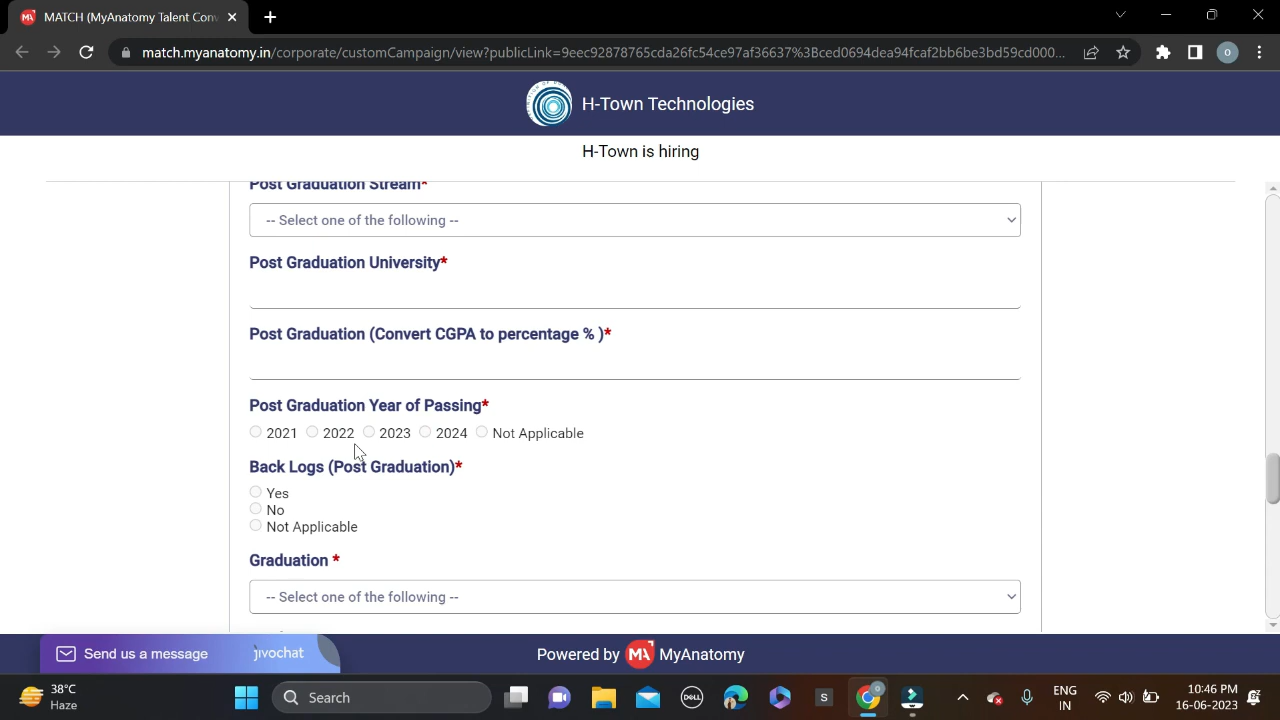 MATCH (MyAnatomy Talent Con
match.myanatomy.in/corporate/customCampaign/view?publicLink=9eec92878765cda26fc54ce97af36637%3Bced0694dea94fcaf2bb6be3bd59cd000...
H-Town Technologies
H-Town is hiring
Post Graduation Stream*
-- Select one of the following --
Post Graduation University*
Post Graduation (Convert CGPA to percentage % )*
Post Graduation Year of Passing*
2021 2022 2023 2024 Not Applicable
Back Logs (Post Graduation)*
Yes
No
Not Applicable
Graduation *
-- Select one of the following --
Send us a message jivochat
Powered by MA MyAnatomy
38°C
Haze
Search
DELL
S
ENG
IN
10:46 PM
16-06-2023